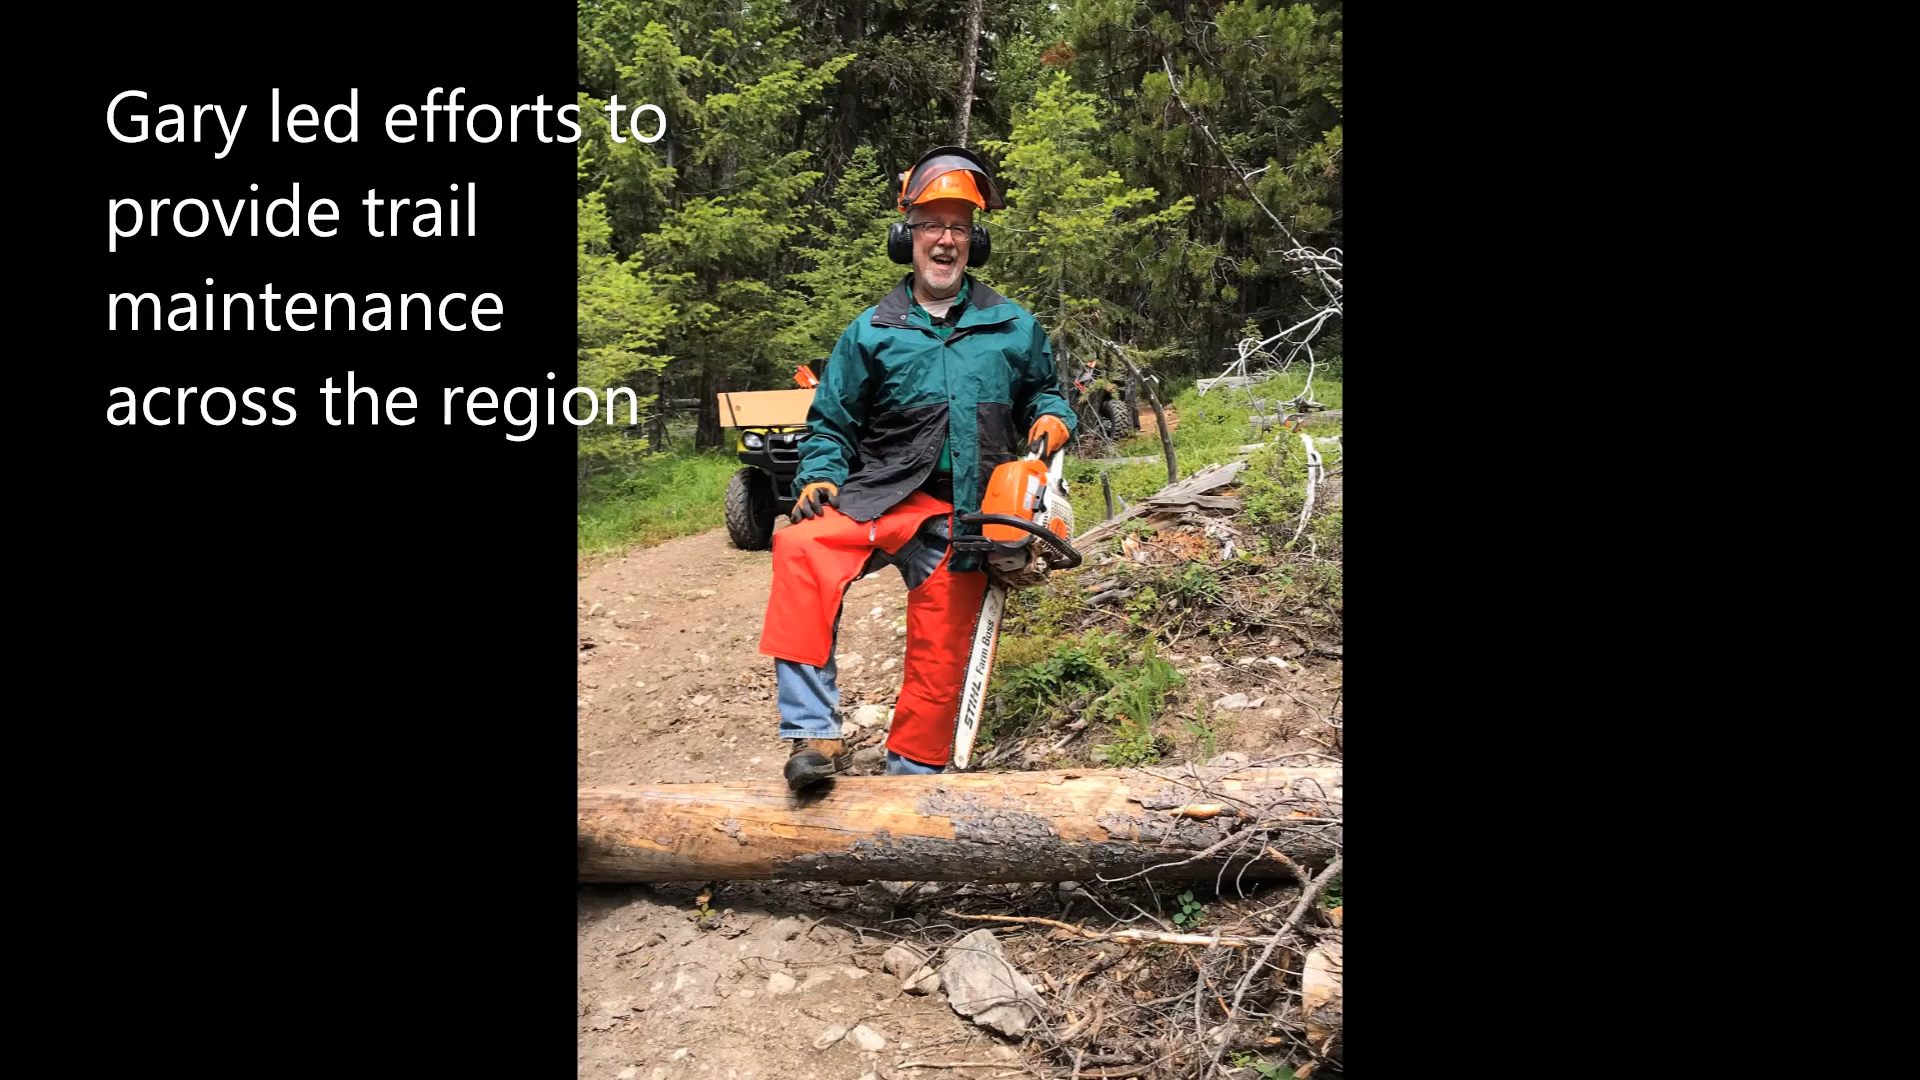 Gary led efforts to
provide trail
maintenance
across the region
STIHL Farm Boss